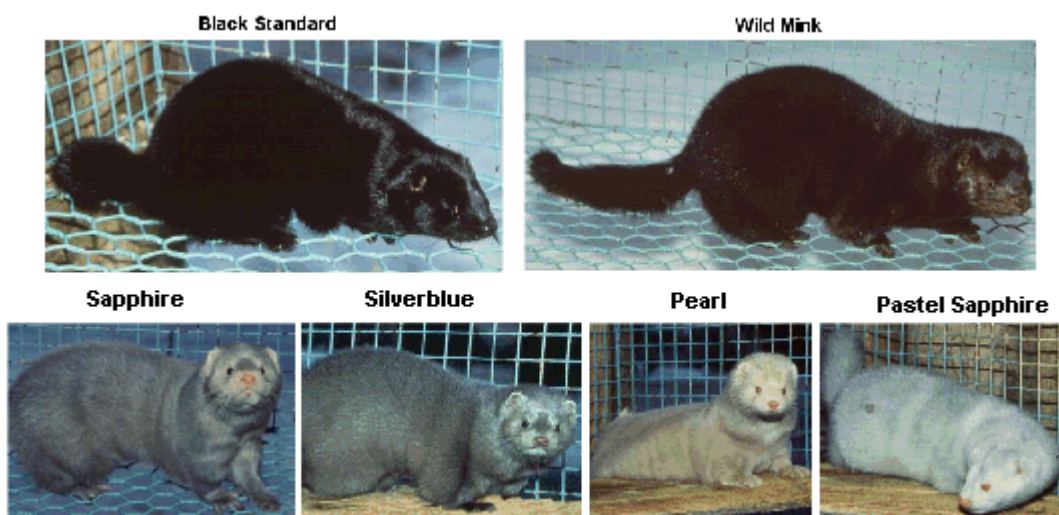 Black Standard
Wild Mink
Sapphire
Silverblue
Pearl
Pastel Sapphire